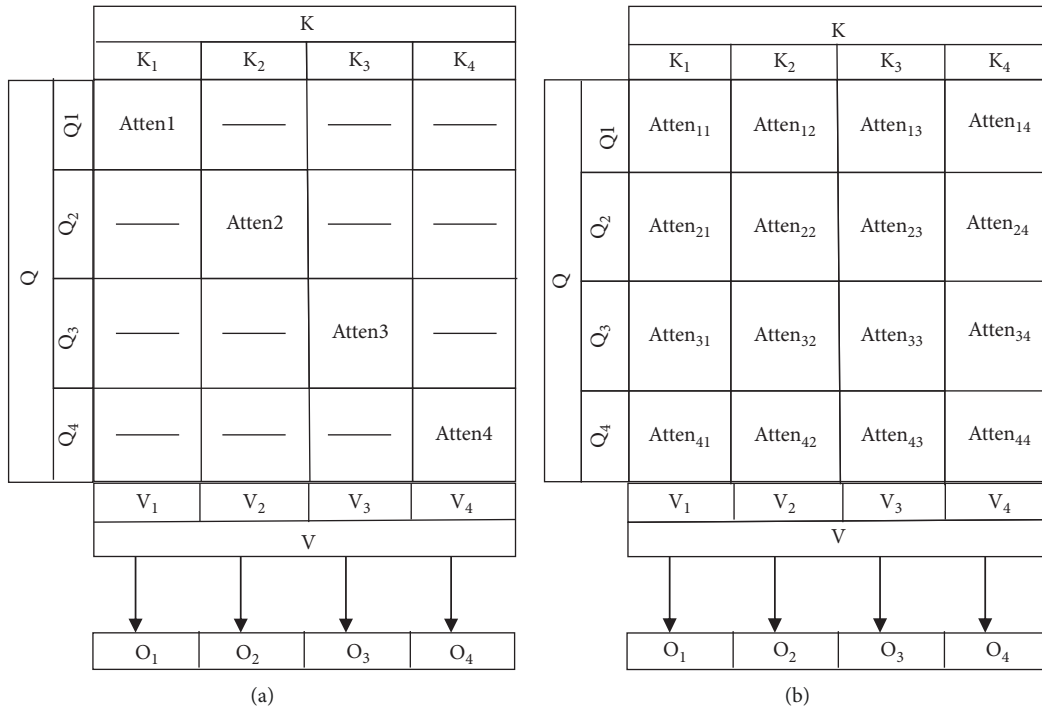 K
K₁ K₂ K₃ K₄
Q
Q1 Atten1 —— —— ——
Q₂ —— Atten2 —— ——
Q₃ —— —— Atten3 ——
Q₄ —— —— —— Atten4
V₁ V₂ V₃ V₄
V
O₁ O₂ O₃ O₄
(a)
K
K₁ K₂ K₃ K₄
Q
Q1 Atten₁₁ Atten₁₂ Atten₁₃ Atten₁₄
Q₂ Atten₂₁ Atten₂₂ Atten₂₃ Atten₂₄
Q₃ Atten₃₁ Atten₃₂ Atten₃₃ Atten₃₄
Q₄ Atten₄₁ Atten₄₂ Atten₄₃ Atten₄₄
V₁ V₂ V₃ V₄
V
O₁ O₂ O₃ O₄
(b)